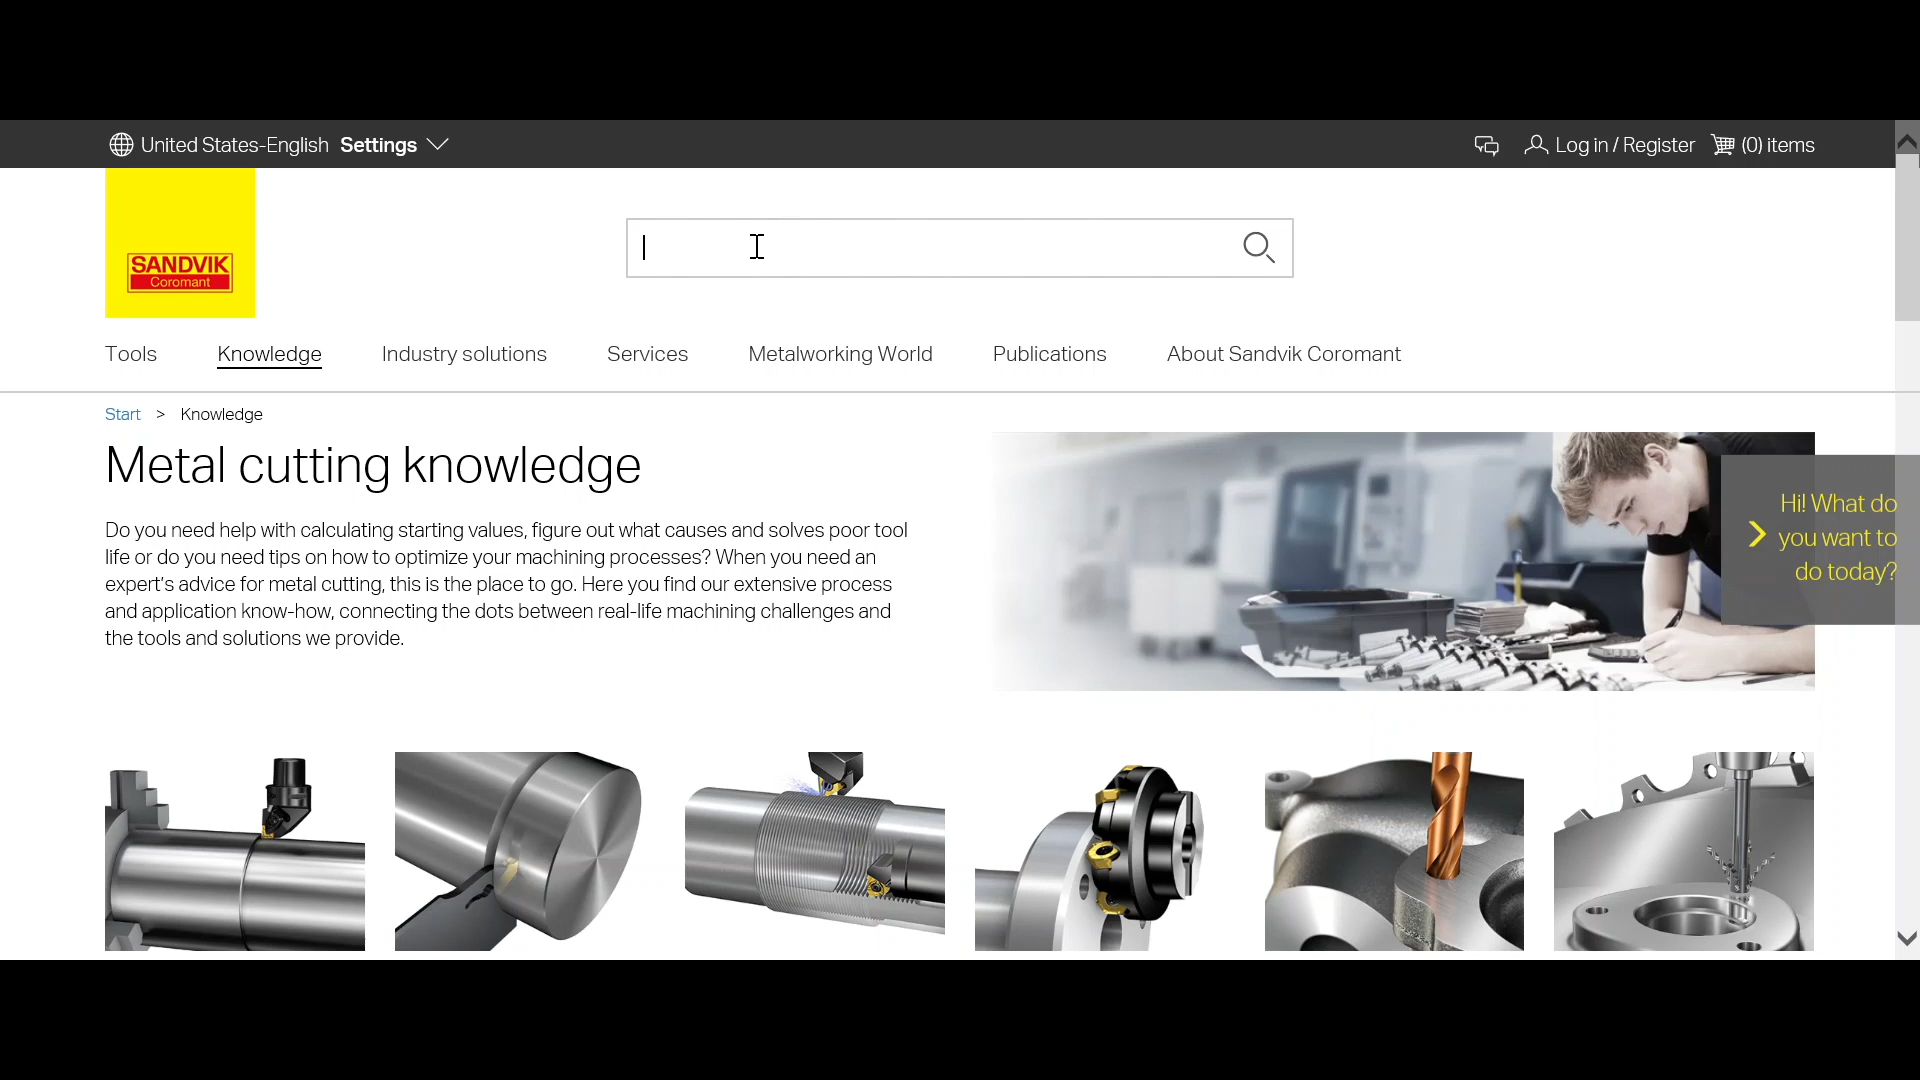 United States-English Settings
Log in / Register (0) items
SANDVIK
Coromant
Tools Knowledge Industry solutions Services Metalworking World Publications About Sandvik Coromant
Start > Knowledge
Metal cutting knowledge
Do you need help with calculating starting values, figure out what causes and solves poor tool
life or do you need tips on how to optimize your machining processes? When you need an
expert's advice for metal cutting, this is the place to go. Here you find our extensive process
and application know-how, connecting the dots between real-life machining challenges and
the tools and solutions we provide.
Hi! What do
you want to
do today?